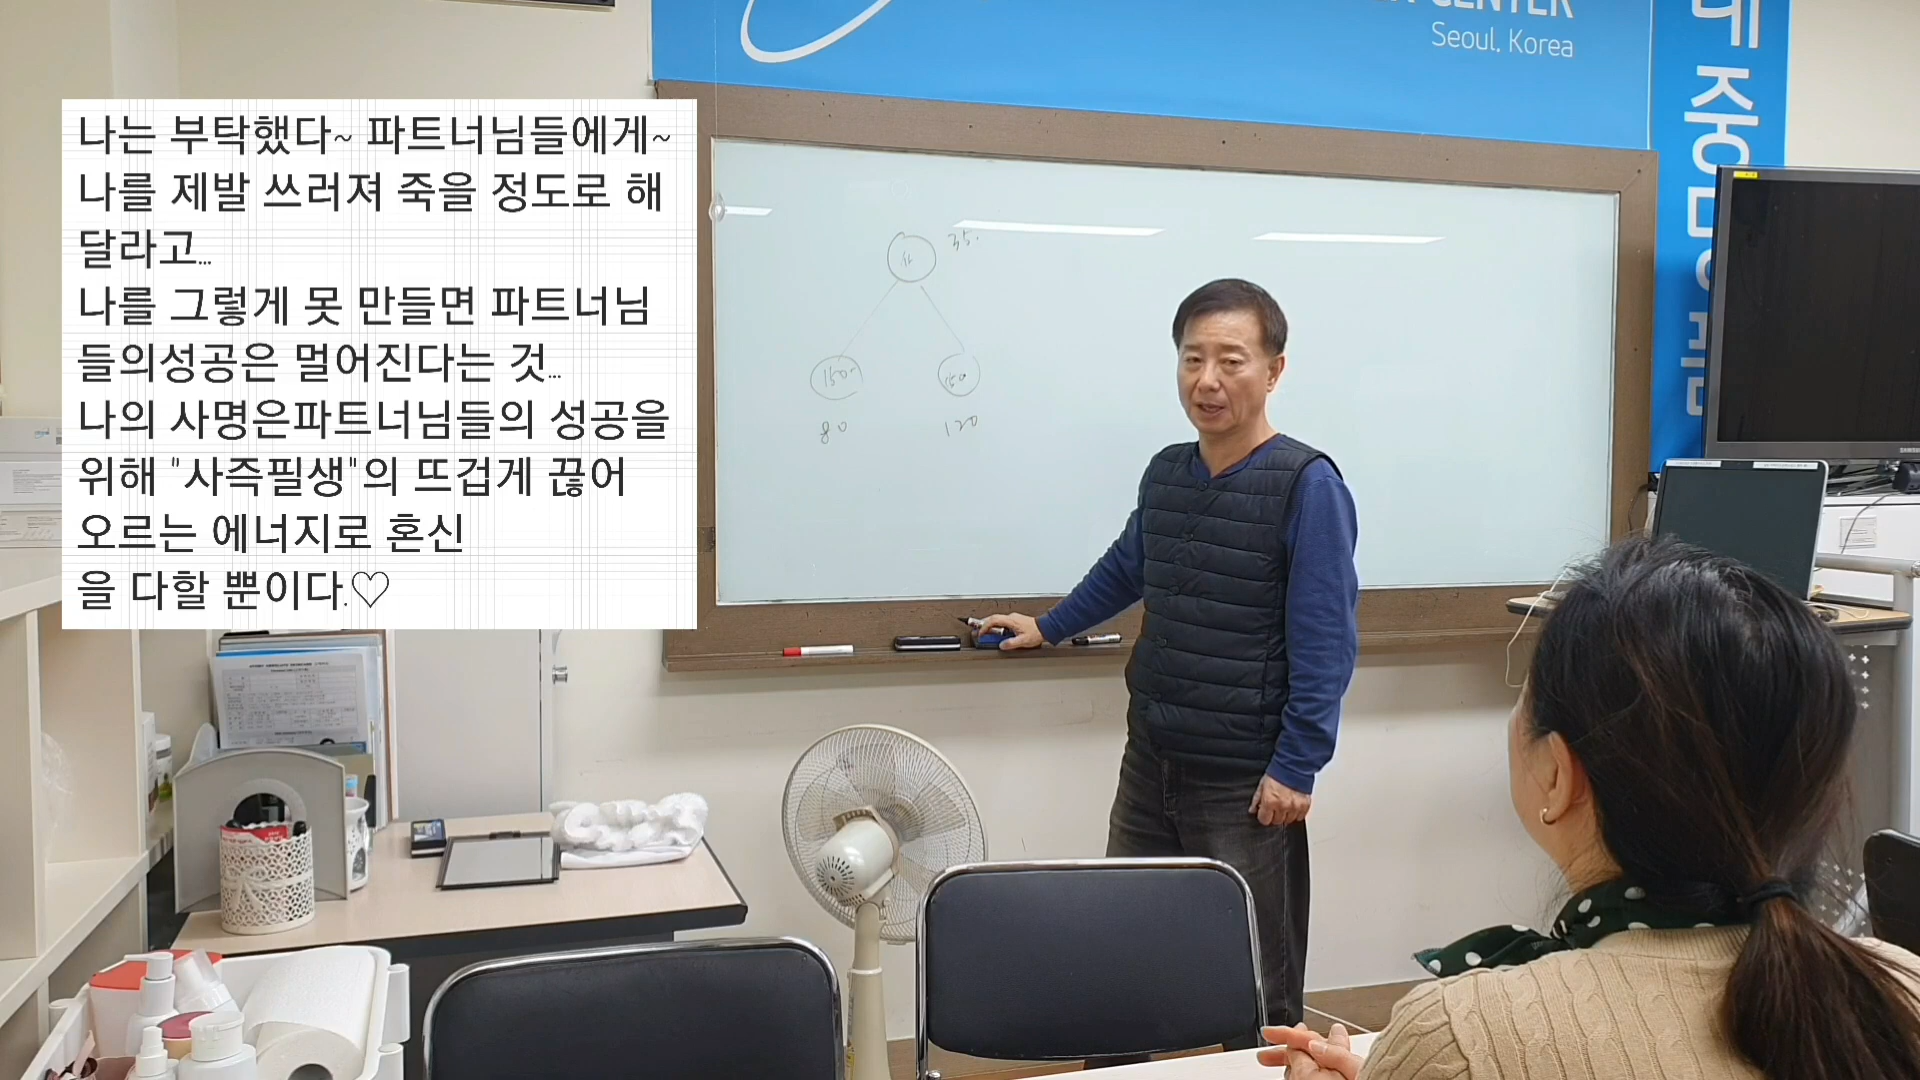 나는 부탁했다~ 파트너님들에게~
나를 제발 쓰러져 죽을 정도로 해
달라고...
나를 그렇게 못 만들면 파트너님
들의성공은 멀어진다는 것...
나의 사명은파트너님들의 성공을
위해 "사즉필생"의 뜨겁게 끓어
오르는 에너지로 혼신
을 다할 뿐이다.♡
CENTER
Seoul. Korea
35.
150
150
80
120
SAMSUNG